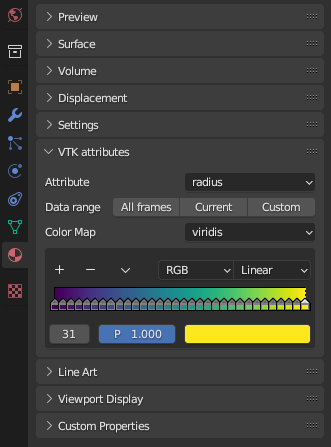 Preview
Surface
Volume
Displacement
Settings
VTK attributes
Attribute radius
Data range All frames Current Custom
Color Map viridis
+ − RGB Linear
31 P 1.000
Line Art
Viewport Display
Custom Properties